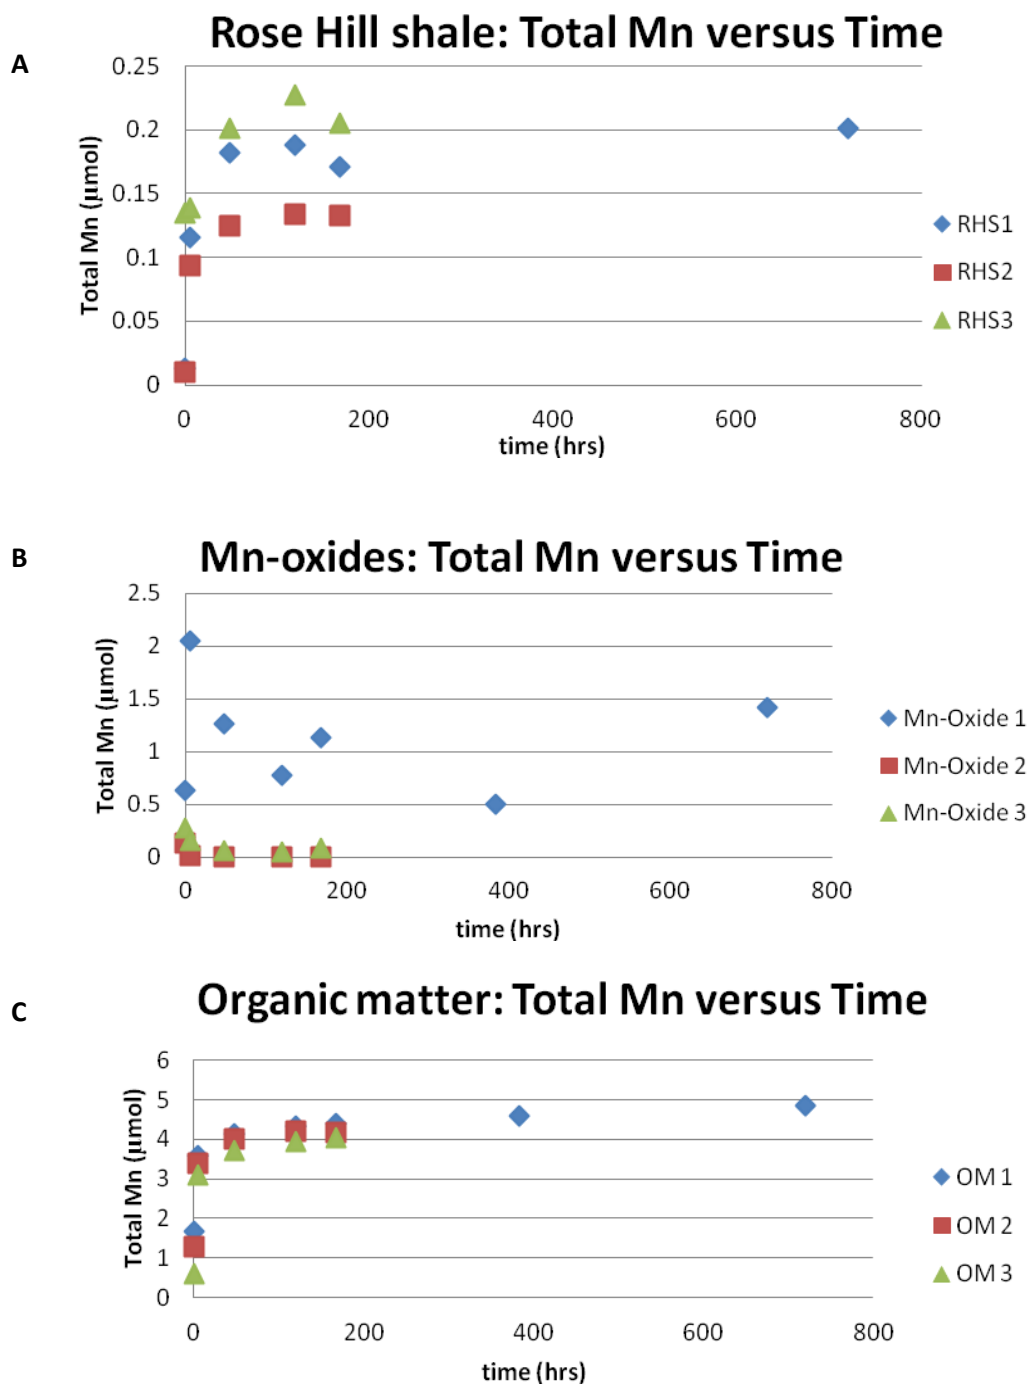 A
Rose Hill shale: Total Mn versus Time
0.25
0.2
0.15
0.1
0.05
0
Total Mn (µmol)
0 200 400 600 800
time (hrs)
RHS1
RHS2
RHS3
B
Mn-oxides: Total Mn versus Time
2.5
2
1.5
1
0.5
0
Total Mn (µmol)
0 200 400 600 800
time (hrs)
Mn-Oxide 1
Mn-Oxide 2
Mn-Oxide 3
C
Organic matter: Total Mn versus Time
6
5
4
3
2
1
0
Total Mn (µmol)
0 200 400 600 800
time (hrs)
OM 1
OM 2
OM 3